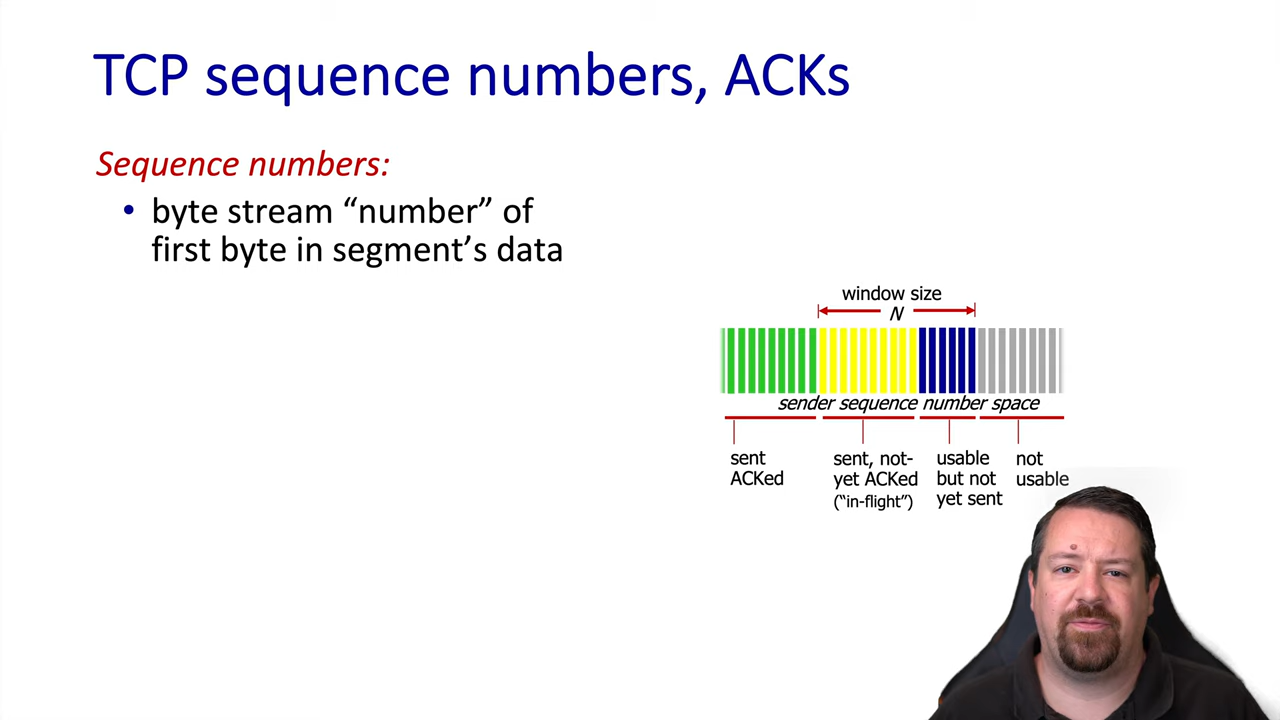 TCP sequence numbers, ACKs
Sequence numbers:
• byte stream “number” of
first byte in segment’s data
window size
N
sender sequence number space
sent
ACKed
sent, not-
yet ACKed
(“in-flight”)
usable
but not
yet sent
not
usable